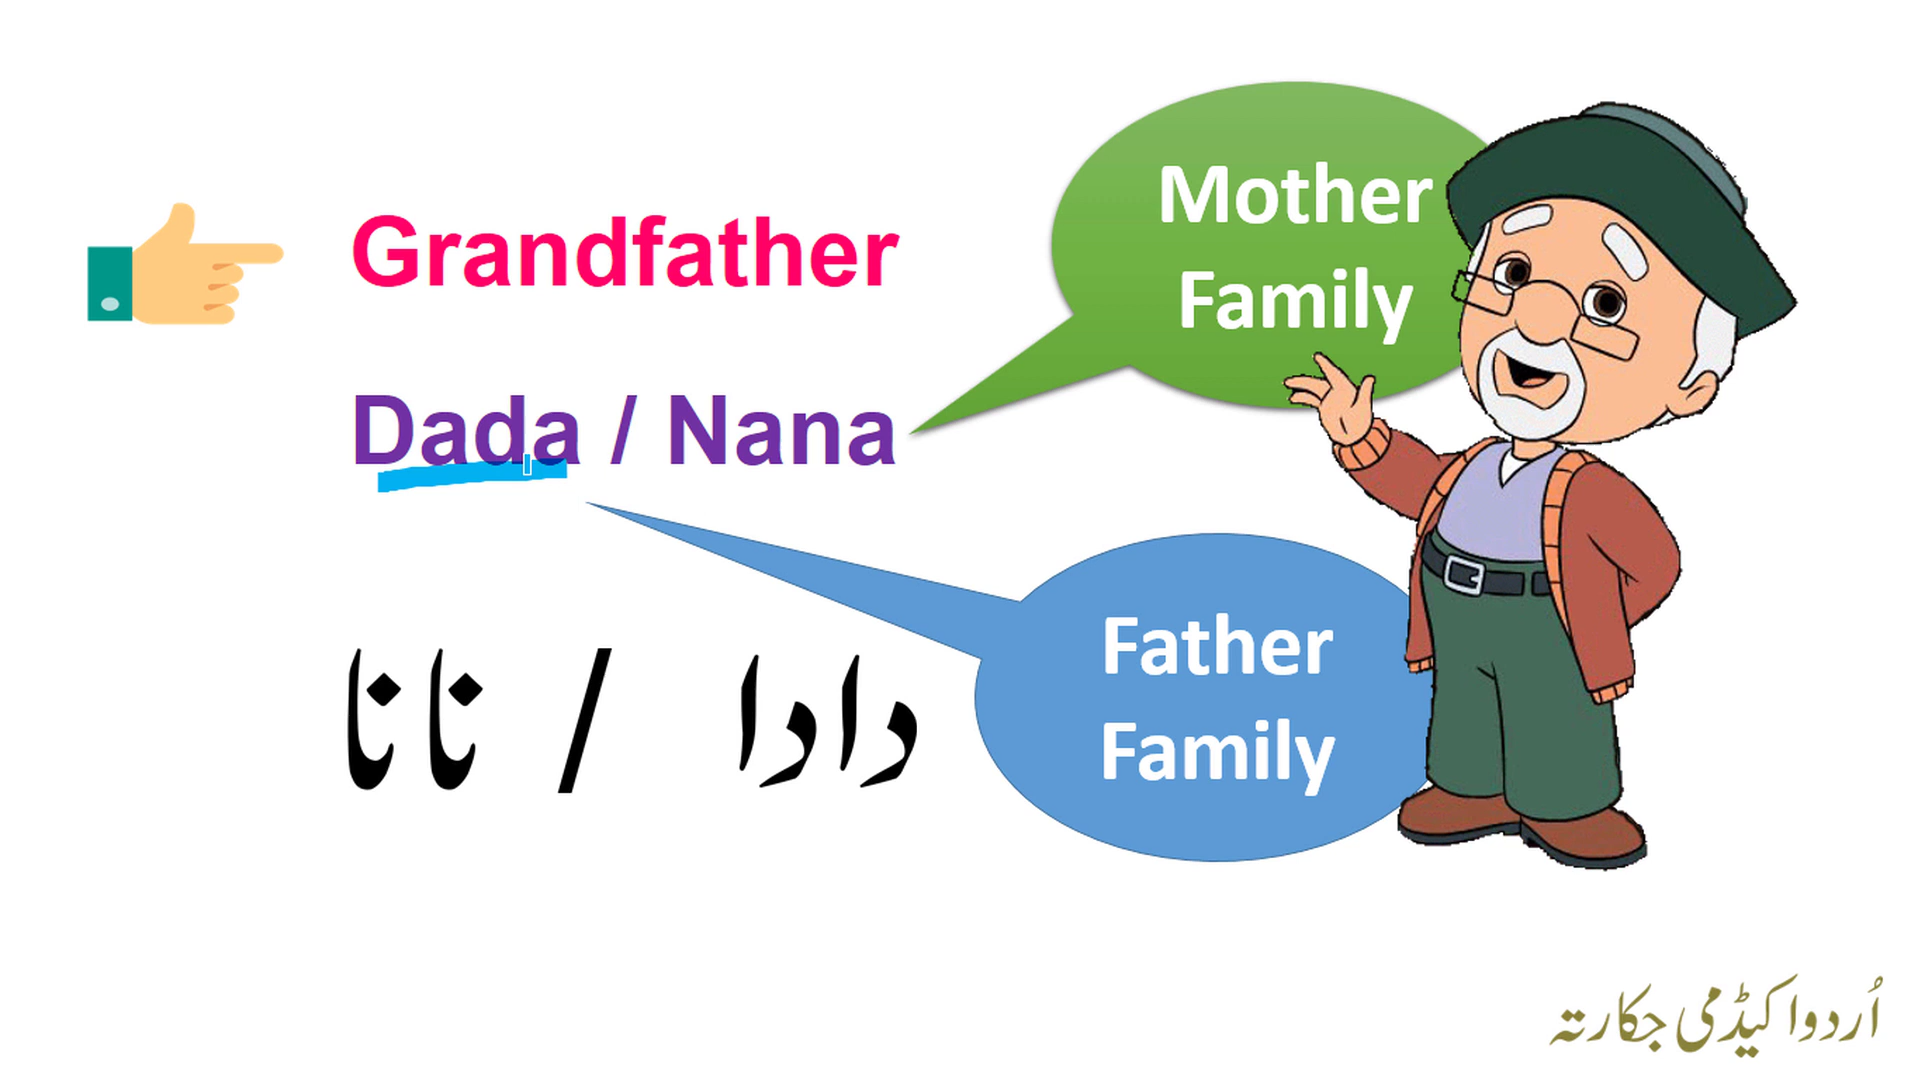 Grandfather
Dada / Nana
دادا / نانا
Mother
Family
Father
Family
اُردو اکیڈمی جکارتہ